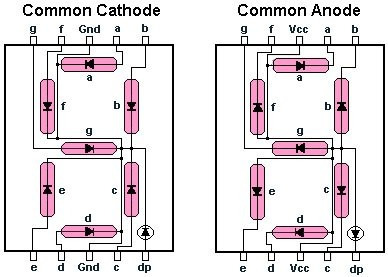 Common Cathode
Common Anode
g f Gnd a b
g f Vcc a b
a
a
f b
f b
g
g
e c
e c
d
d
e d Gnd c dp
e d Vcc c dp